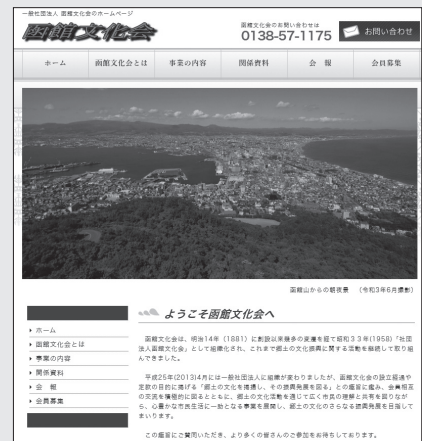 一般社団法人 函館文化会のホームページ
函館文化会
函館文化会のお問い合わせは
0138-57-1175
お問い合わせ
ホーム
函館文化会とは
事業の内容
関係資料
会 報
会員募集
函館山からの朝夜景 (令和3年6月撮影)
ホーム
函館文化会とは
事業の内容
関係資料
会 報
会員募集
ようこそ函館文化会へ
函館文化会は、明治14年（1881）に創設以来幾多の変遷を経て昭和33年(1958)「社団
法人函館文化会」として組織化され、これまで郷土の文化振興に関する活動を継続して取り組
んできました。
平成25年(2013)4月には一般社団法人に組織が変わりましたが、函館文化会の設立経過や
定款の目的に掲げる「郷土の文化を掩護し、その振興発展を図る」との趣旨に鑑み、会員相互
の交流を積極的に図るとともに、郷土の文化活動を通じて広く市民の理解と共有を図りなが
ら、心豊かな市民生活に一助となる事業を展開し、郷土の文化のさらなる振興発展を目指して
まいります。
この趣旨にご賛同いただき、より多くの皆さんのご参加をお待ちしております。